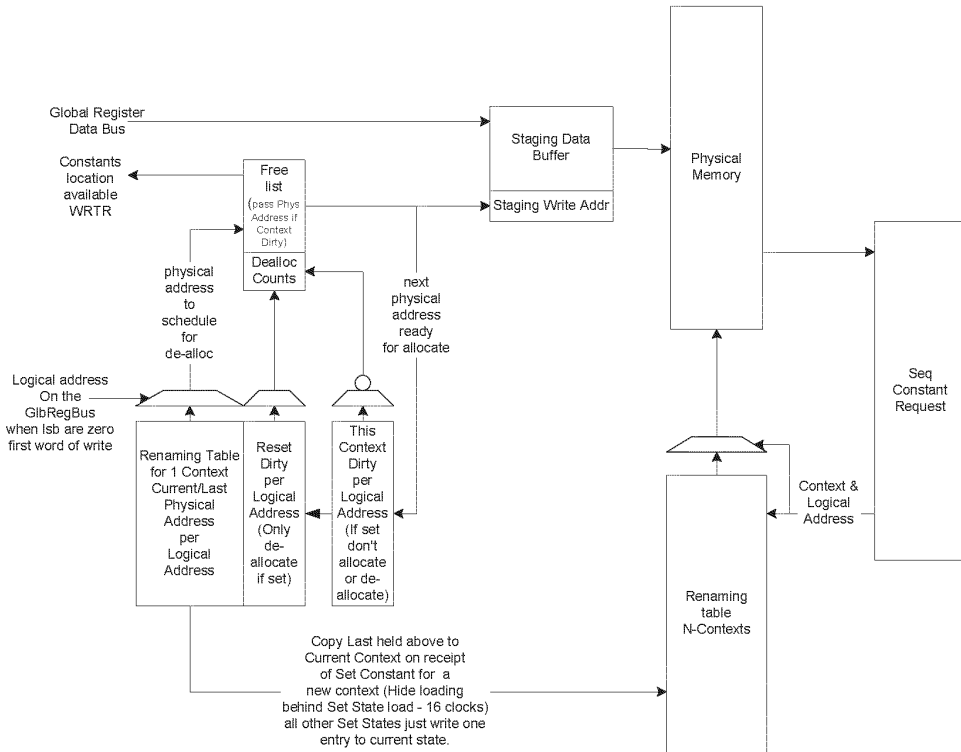 Global Register
Data Bus
Constants
location
available
WRTR
Free
list
(pass Phys
Address if
Context
Dirty)
Dealloc
Counts
Staging Data
Buffer
Staging Write Addr
Physical
Memory
physical
address
to
schedule
for
de-alloc
next
physical
address
ready
for allocate
Logical address
On the
GlbRegBus
when lsb are zero
first word of write
Renaming Table
for 1 Context
Current/Last
Physical
Address
per
Logical
Address
Reset
Dirty
per
Logical
Address
(Only
de-
allocate
if set)
This
Context
Dirty
per
Logical
Address
(If set
don't
allocate
or de-
allocate)
Seq
Constant
Request
Context &
Logical
Address
Renaming
table
N-Contexts
Copy Last held above to
Current Context on receipt
of Set Constant for a
new context (Hide loading
behind Set State load - 16 clocks)
all other Set States just write one
entry to current state.